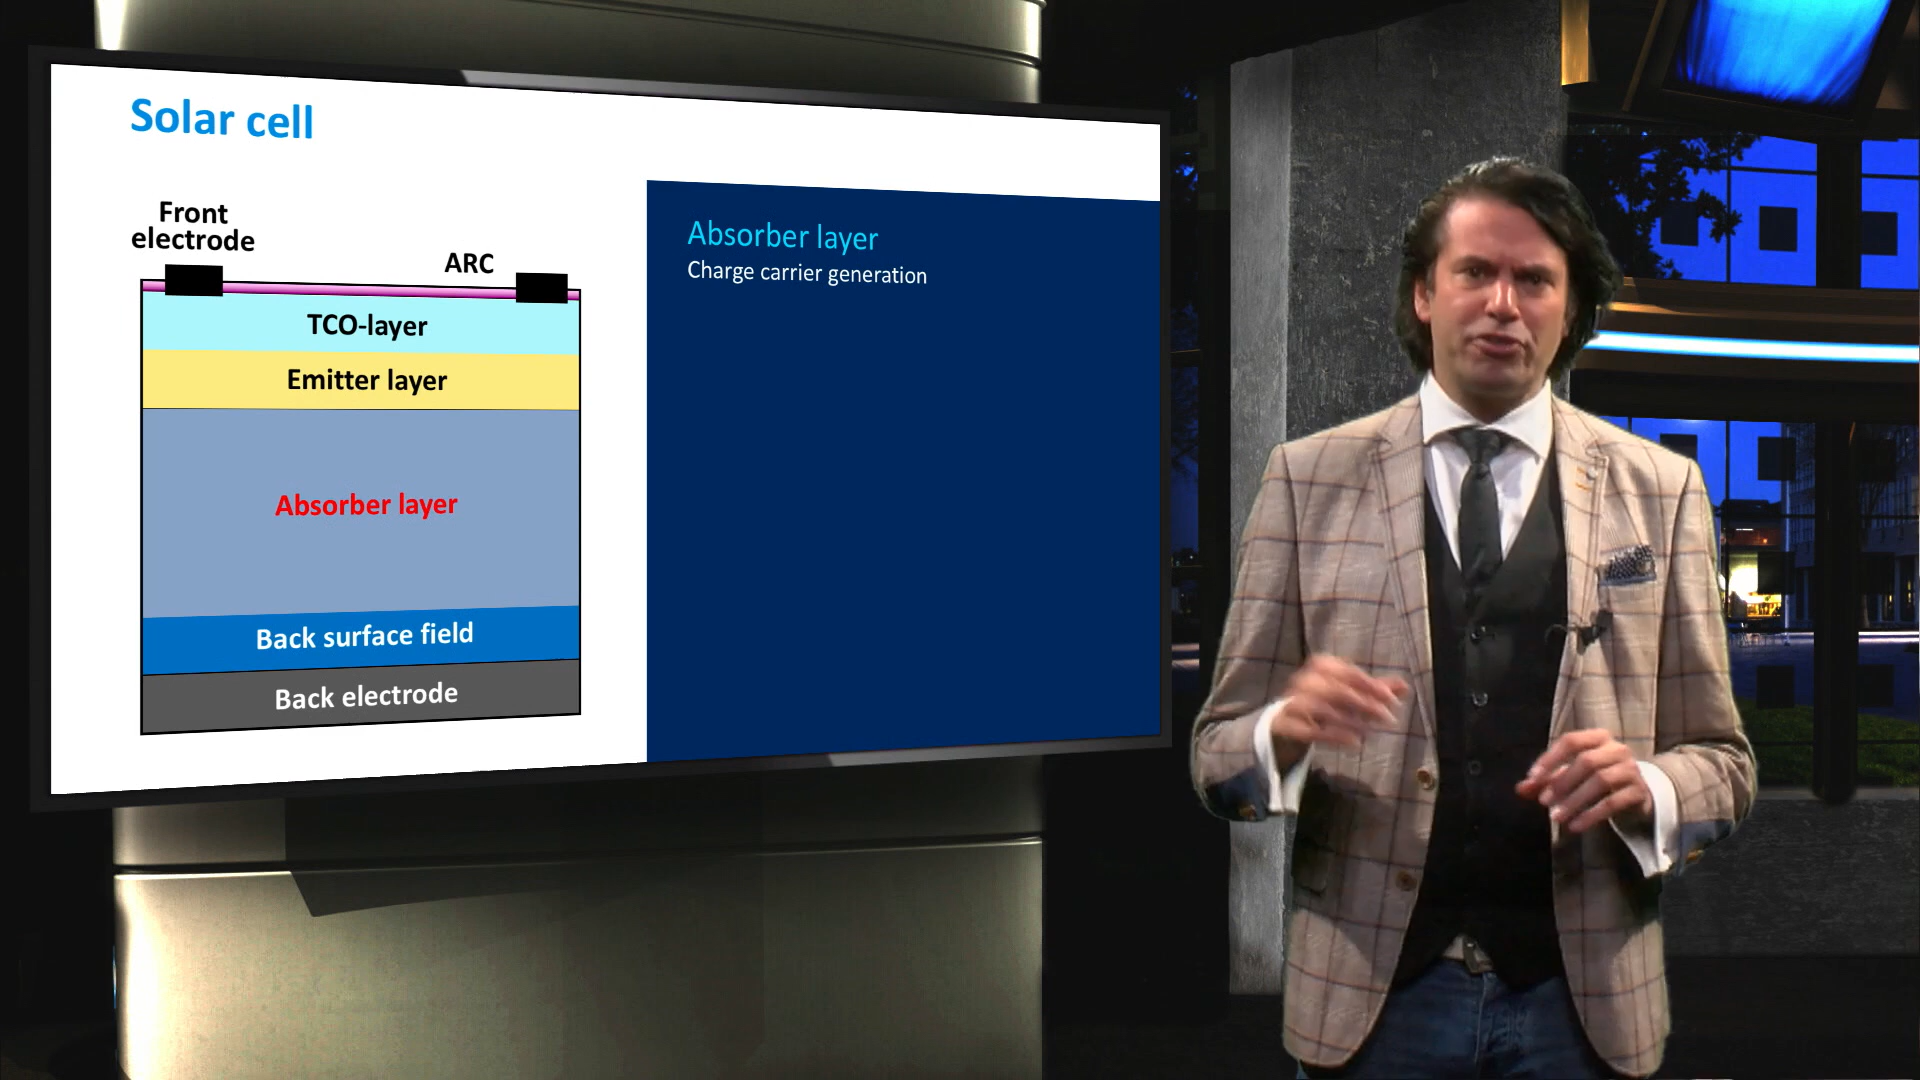 Solar cell
Front
electrode
ARC
TCO-layer
Emitter layer
Absorber layer
Back surface field
Back electrode
Absorber layer
Charge carrier generation